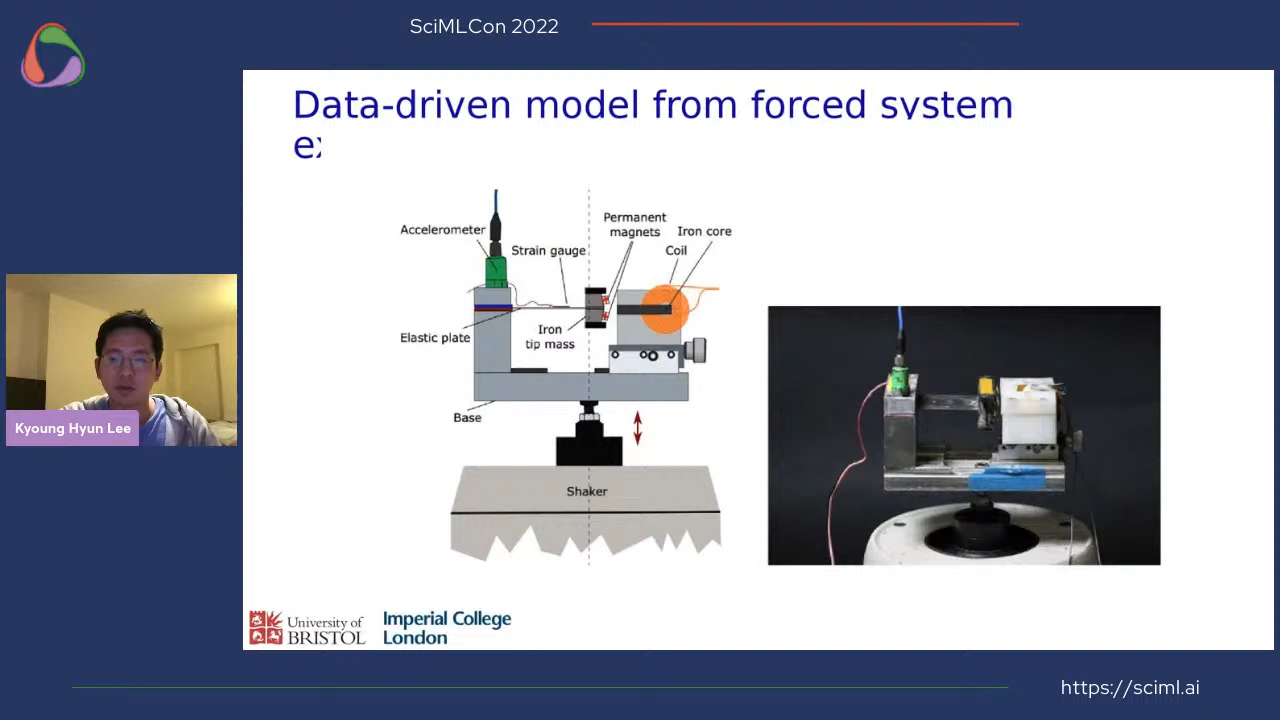 SciMLCon 2022
Data-driven model from forced system
Accelerometer
Strain gauge
Permanent
magnets
Iron core
Coil
Elastic plate
Iron
tip mass
Base
Shaker
Kyoung Hyun Lee
University of
BRISTOL
Imperial College
London
https://sciml.ai